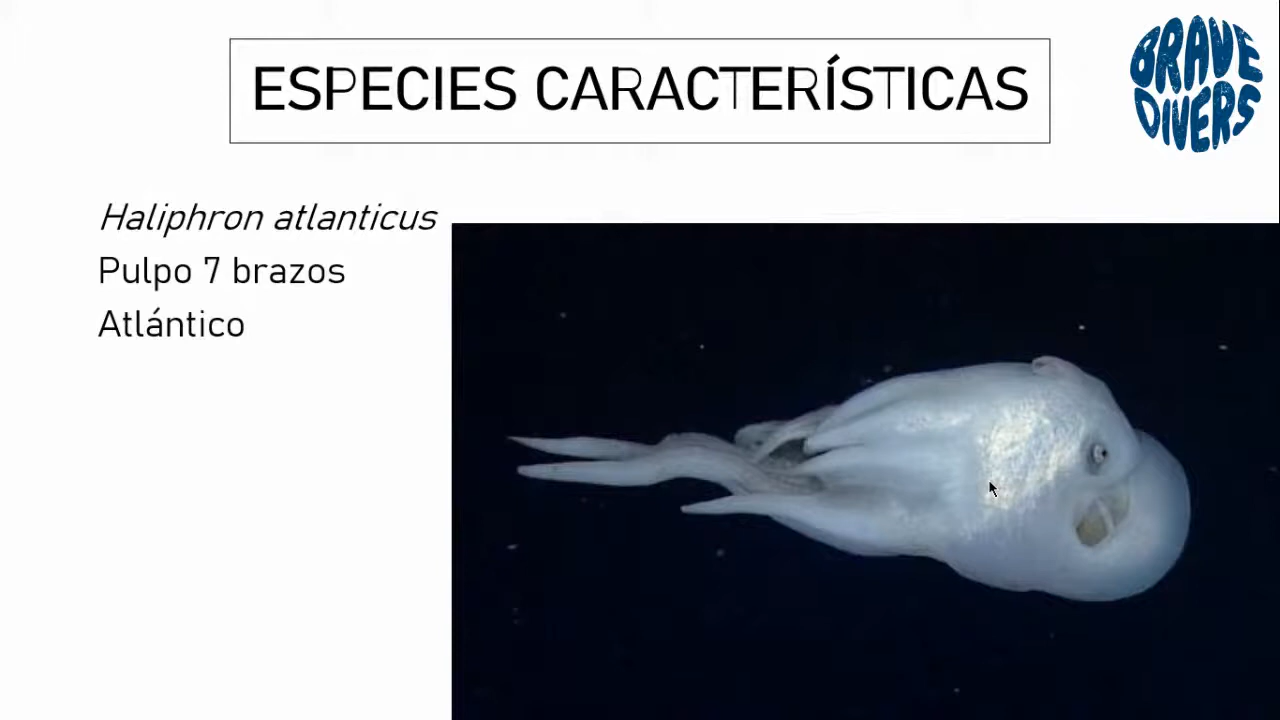 ESPECIES CARACTERÍSTICAS
BRAVE
DIVERS
Haliphron atlanticus
Pulpo 7 brazos
Atlántico